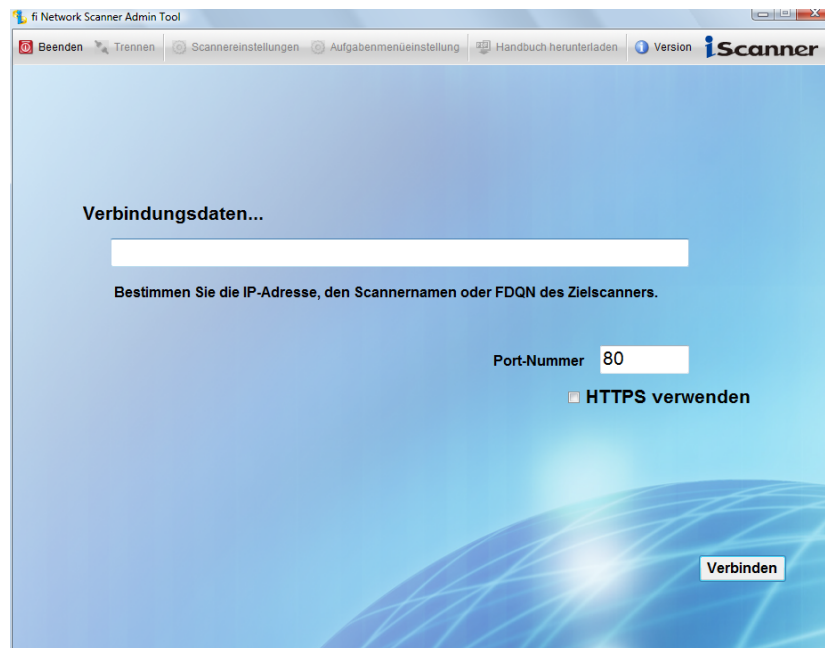 fi Network Scanner Admin Tool
Beenden Trennen Scannereinstellungen Aufgabenmenüeinstellung Handbuch herunterladen Version iScanner
Verbindungsdaten...
Bestimmen Sie die IP-Adresse, den Scannernamen oder FDQN des Zielscanners.
Port-Nummer 80
HTTPS verwenden
Verbinden